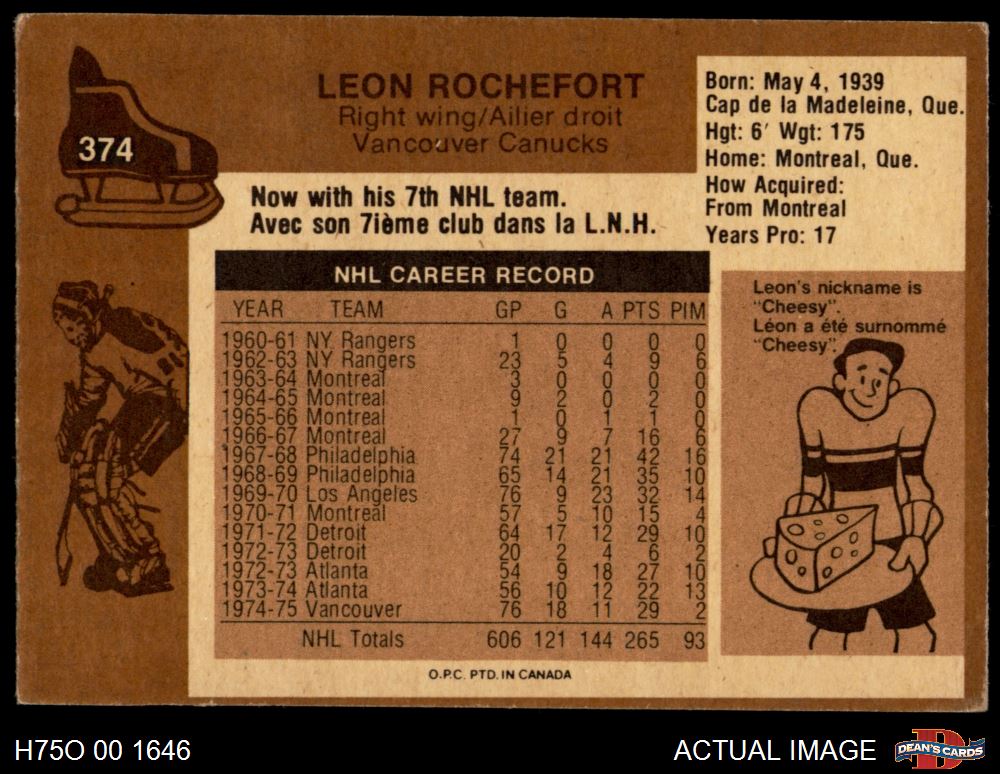 374
LEON ROCHEFORT
Right wing/Ailier droit
Vancouver Canucks
Born: May 4, 1939
Cap de la Madeleine, Que.
Hgt: 6' Wgt: 175
Home: Montreal, Que.
How Acquired:
From Montreal
Years Pro: 17
Now with his 7th NHL team.
Avec son 7ième club dans la L.N.H.
NHL CAREER RECORD
YEAR TEAM GP G A PTS PIM
1960-61 NY Rangers 1 0 0 0 0
1962-63 NY Rangers 23 5 4 9 6
1963-64 Montreal 3 0 0 0 0
1964-65 Montreal 9 2 0 2 0
1965-66 Montreal 1 0 1 1 0
1966-67 Montreal 27 9 7 16 6
1967-68 Philadelphia 74 21 21 42 16
1968-69 Philadelphia 65 14 21 35 10
1969-70 Los Angeles 76 9 23 32 14
1970-71 Montreal 57 5 10 15 4
1971-72 Detroit 64 17 12 29 10
1972-73 Detroit 20 2 4 6 2
1972-73 Atlanta 54 9 18 27 10
1973-74 Atlanta 56 10 12 22 13
1974-75 Vancouver 76 18 11 29 2
NHL Totals 606 121 144 265 93
Leon's nickname is
"Cheesy".
Léon a été surnommé
"Cheesy".
O.P.C. PTD. IN CANADA
H75O 00 1646
ACTUAL IMAGE
DEAN'S CARDS